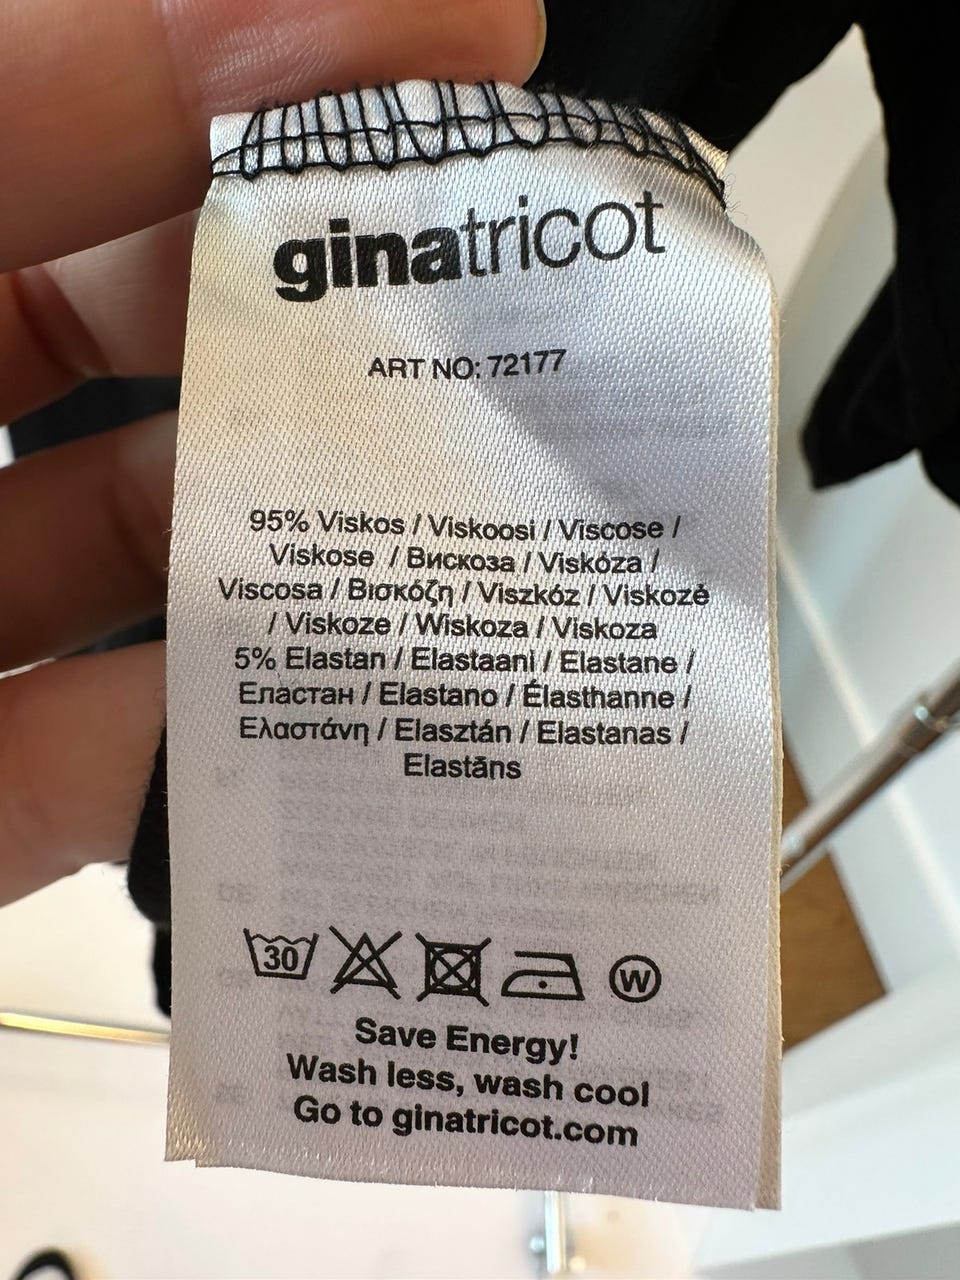 ginatricot
ART NO: 72177
95% Viskos / Viskoosi / Viscose /
Viskose / Вискоза / Viskóza /
Viscosa / Βισκόζη / Viszkóz / Viskozė
/ Viskoze / Wiskoza / Viskoza
5% Elastan / Elastaani / Elastane /
Еластан / Elastano / Élasthanne /
Ελαστάνη / Elasztán / Elastanas /
Elastāns
30 W
Save Energy!
Wash less, wash cool
Go to ginatricot.com